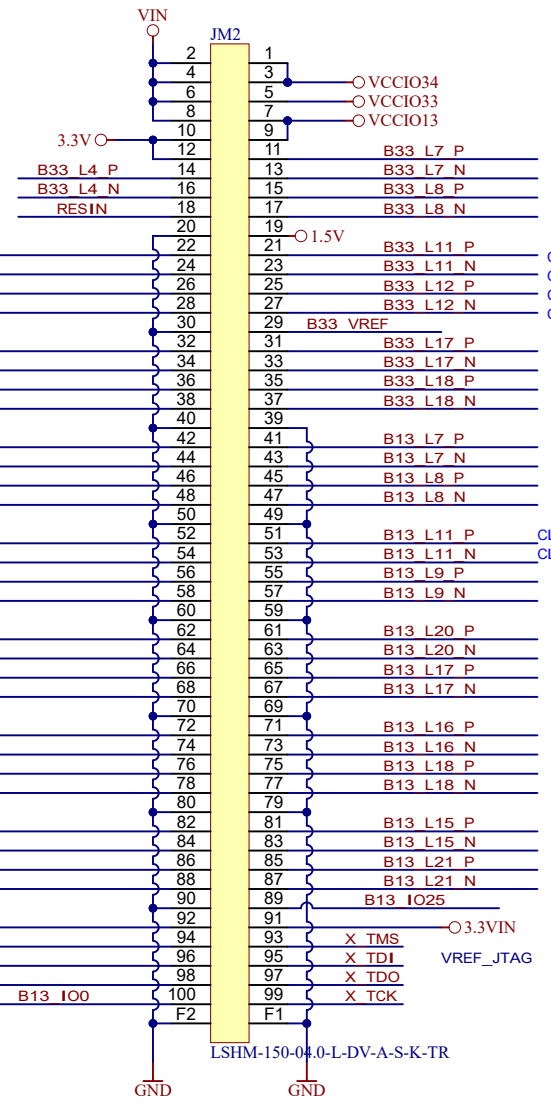 VIN
JM2
2 1
4 3 VCCIO34
6 5 VCCIO33
8 7 VCCIO13
3.3V 10 9
12 11 B33_L7_P
B33_L4_P 14 13 B33_L7_N
B33_L4_N 16 15 B33_L8_P
RESIN 18 17 B33_L8_N
20 19 1.5V
22 21 B33_L11_P
24 23 B33_L11_N
26 25 B33_L12_P
28 27 B33_L12_N
30 29 B33_VREF
32 31 B33_L17_P
34 33 B33_L17_N
36 35 B33_L18_P
38 37 B33_L18_N
40 39
42 41 B13_L7_P
44 43 B13_L7_N
46 45 B13_L8_P
48 47 B13_L8_N
50 49
52 51 B13_L11_P CL
54 53 B13_L11_N CL
56 55 B13_L9_P
58 57 B13_L9_N
60 59
62 61 B13_L20_P
64 63 B13_L20_N
66 65 B13_L17_P
68 67 B13_L17_N
70 69
72 71 B13_L16_P
74 73 B13_L16_N
76 75 B13_L18_P
78 77 B13_L18_N
80 79
82 81 B13_L15_P
84 83 B13_L15_N
86 85 B13_L21_P
88 87 B13_L21_N
90 89 B13_IO25
92 91 3.3VIN
94 93 X_TMS
96 95 X_TDI VREF_JTAG
98 97 X_TDO
B13_IO0 100 99 X_TCK
F2 F1
LSHM-150-04.0-L-DV-A-S-K-TR
GND GND